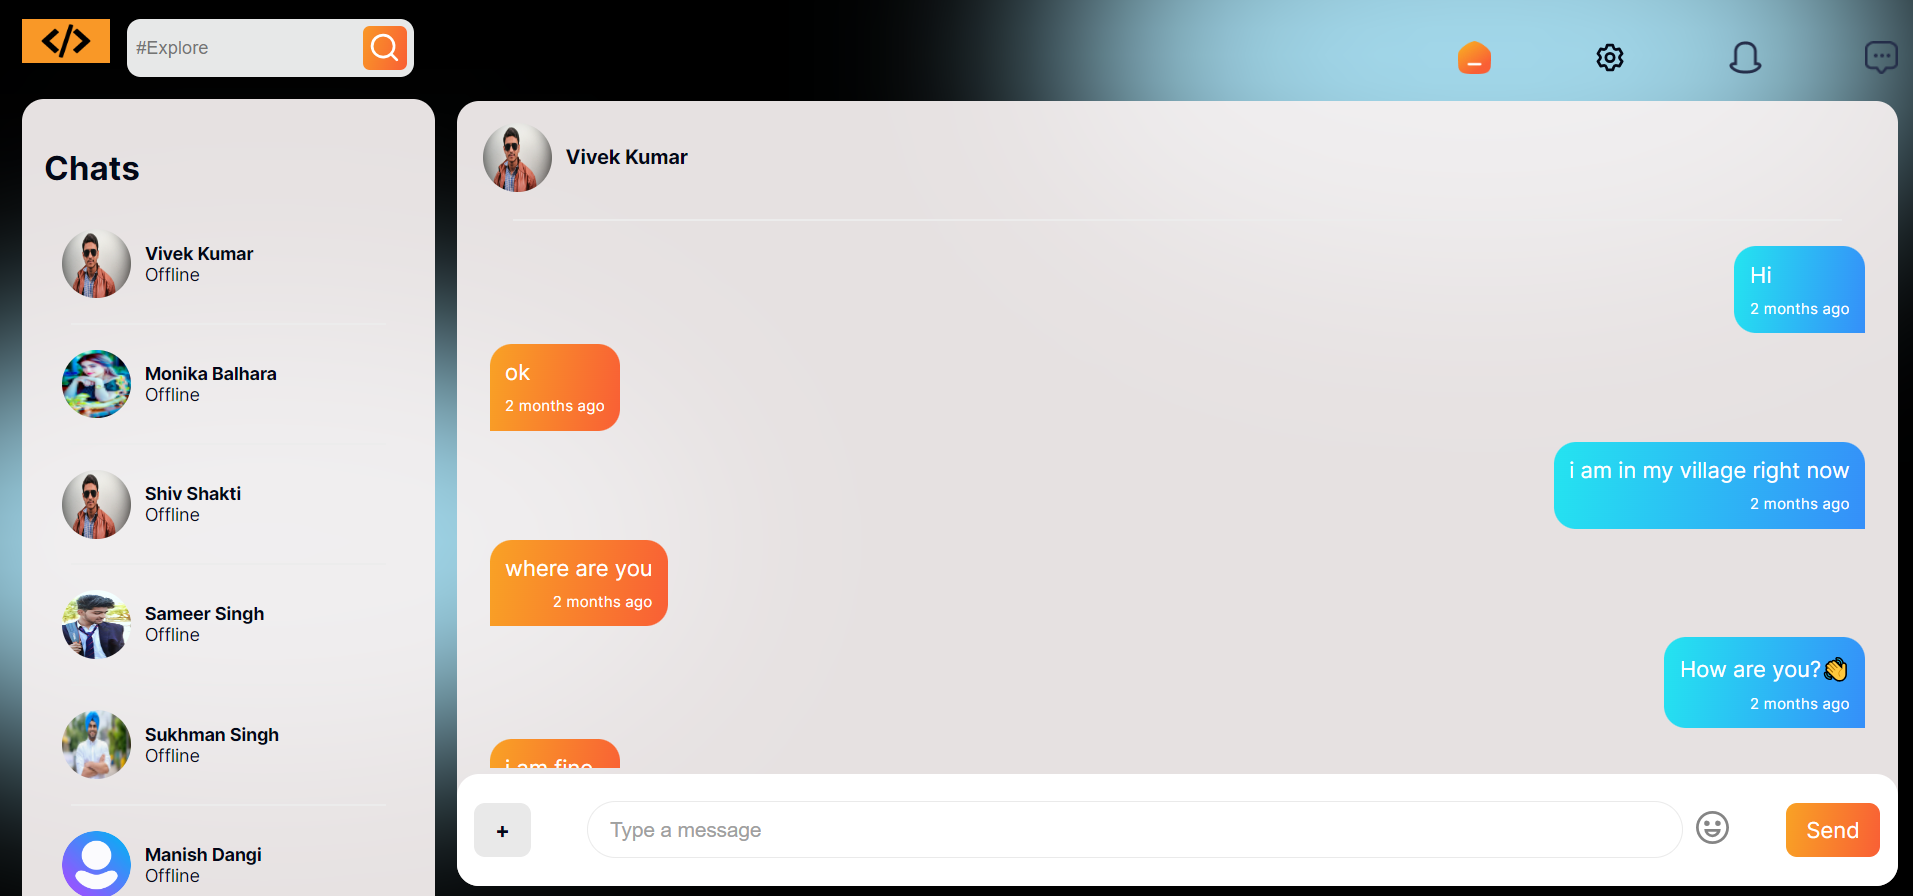 </>
#Explore
Chats
Vivek Kumar
Offline
Monika Balhara
Offline
Shiv Shakti
Offline
Sameer Singh
Offline
Sukhman Singh
Offline
Manish Dangi
Offline
Vivek Kumar
Hi
2 months ago
ok
2 months ago
i am in my village right now
2 months ago
where are you
2 months ago
How are you?👏
2 months ago
i am fine
+
Type a message
Send